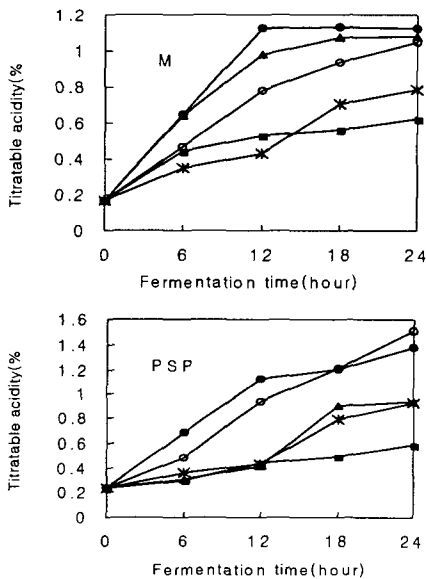 1.2
1
0.8
0.6
0.4
0.2
0
Titratable acidity(%
M
0 6 12 18 24
Fermentation time(hour)
1.6
1.4
1.2
1
0.8
0.6
0.4
0.2
0
Titratable acidity(%
PSP
0 6 12 18 24
Fermentation time(hour)